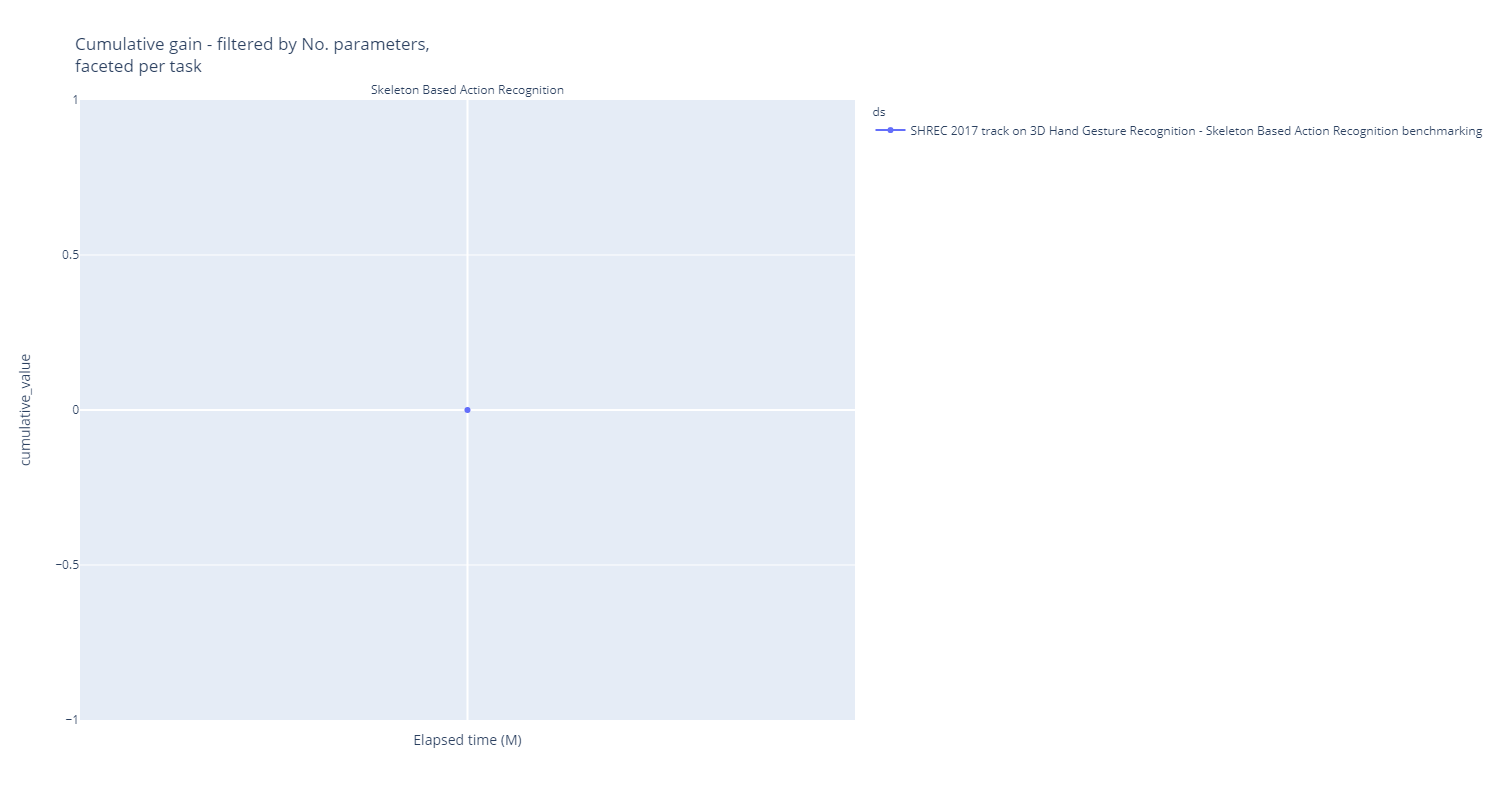 Cumulative gain - filtered by No. parameters,
faceted per task
Skeleton Based Action Recognition
1
0.5
0
−0.5
−1
cumulative_value
Elapsed time (M)
ds
SHREC 2017 track on 3D Hand Gesture Recognition - Skeleton Based Action Recognition benchmarking